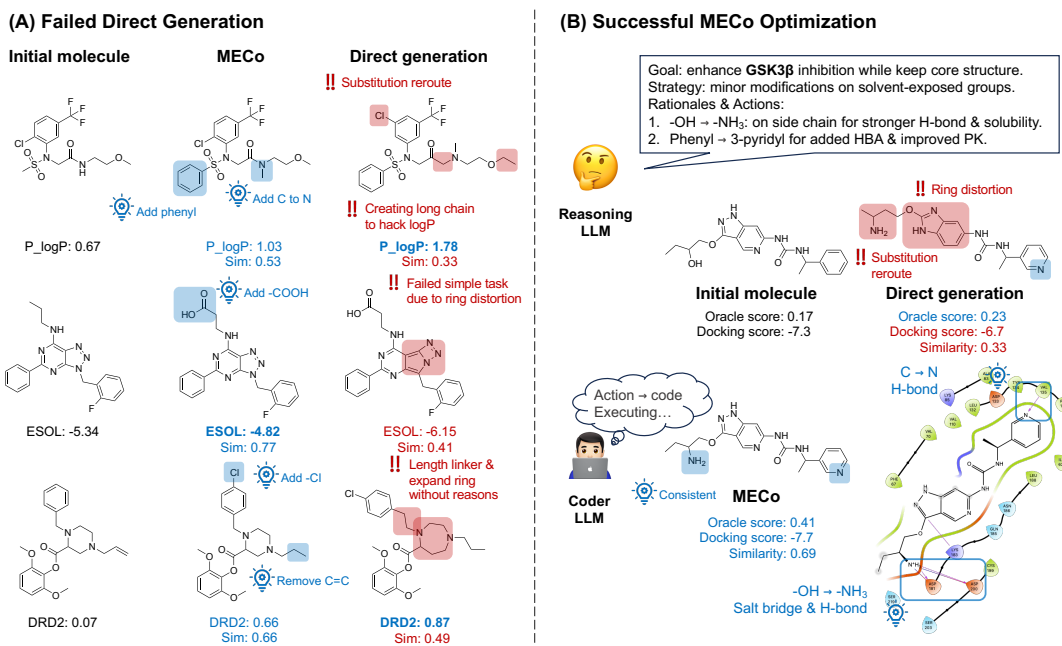 (A) Failed Direct Generation
Initial molecule
MECo
Direct generation
!! Substitution reroute
Add phenyl
Add C to N
!! Creating long chain
to hack logP
P_logP: 0.67
P_logP: 1.03
Sim: 0.53
P_logP: 1.78
Sim: 0.33
Add -COOH
!! Failed simple task
due to ring distortion
ESOL: -5.34
ESOL: -4.82
Sim: 0.77
ESOL: -6.15
Sim: 0.41
Add -Cl
!! Length linker &
expand ring
without reasons
Remove C=C
DRD2: 0.07
DRD2: 0.66
Sim: 0.66
DRD2: 0.87
Sim: 0.49
(B) Successful MECo Optimization
Goal: enhance GSK3β inhibition while keep core structure.
Strategy: minor modifications on solvent-exposed groups.
Rationales & Actions:
1. -OH → -NH₃: on side chain for stronger H-bond & solubility.
2. Phenyl → 3-pyridyl for added HBA & improved PK.
Reasoning
LLM
!! Ring distortion
!! Substitution
reroute
Initial molecule
Oracle score: 0.17
Docking score: -7.3
Direct generation
Oracle score: 0.23
Docking score: -6.7
Similarity: 0.33
Action → code
Executing…
Coder
LLM
Consistent
MECo
Oracle score: 0.41
Docking score: -7.7
Similarity: 0.69
C → N
H-bond
-OH → -NH₃
Salt bridge & H-bond